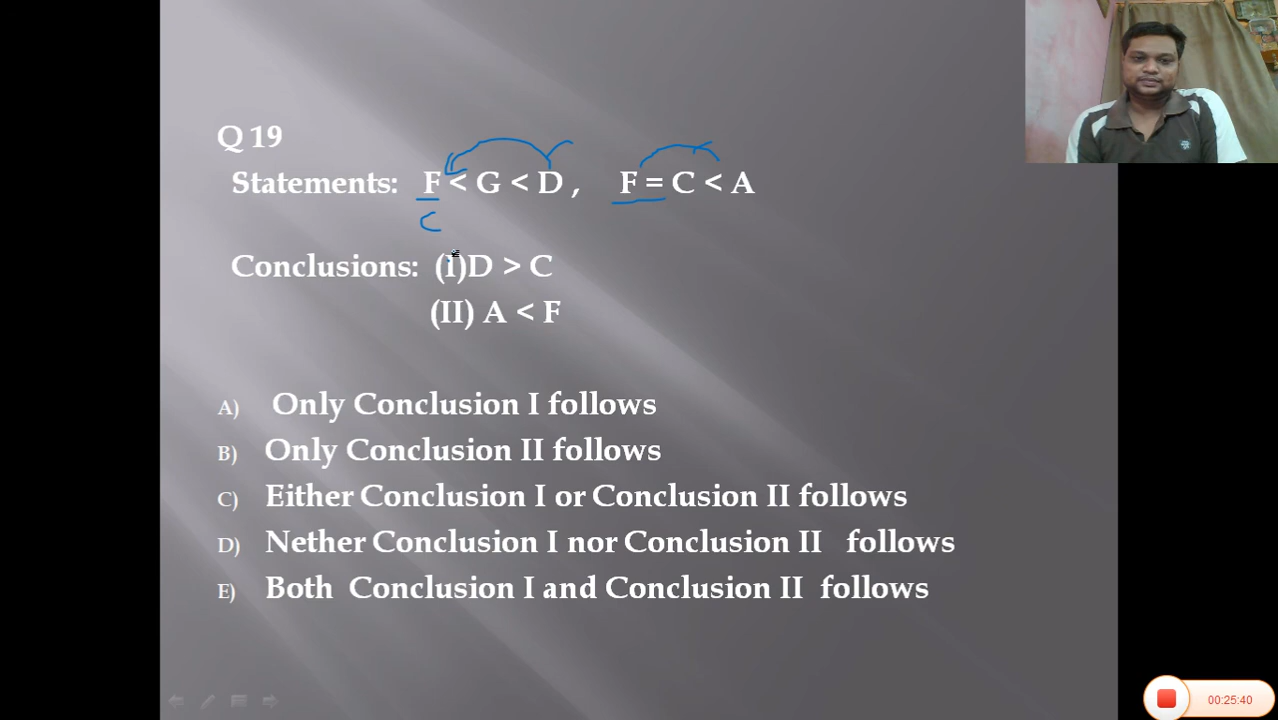 Q 19
Statements: F < G < D , F = C < A
C
Conclusions: (I)D > C
(II) A < F
A) Only Conclusion I follows
B) Only Conclusion II follows
C) Either Conclusion I or Conclusion II follows
D) Nether Conclusion I nor Conclusion II follows
E) Both Conclusion I and Conclusion II follows
00:25:40